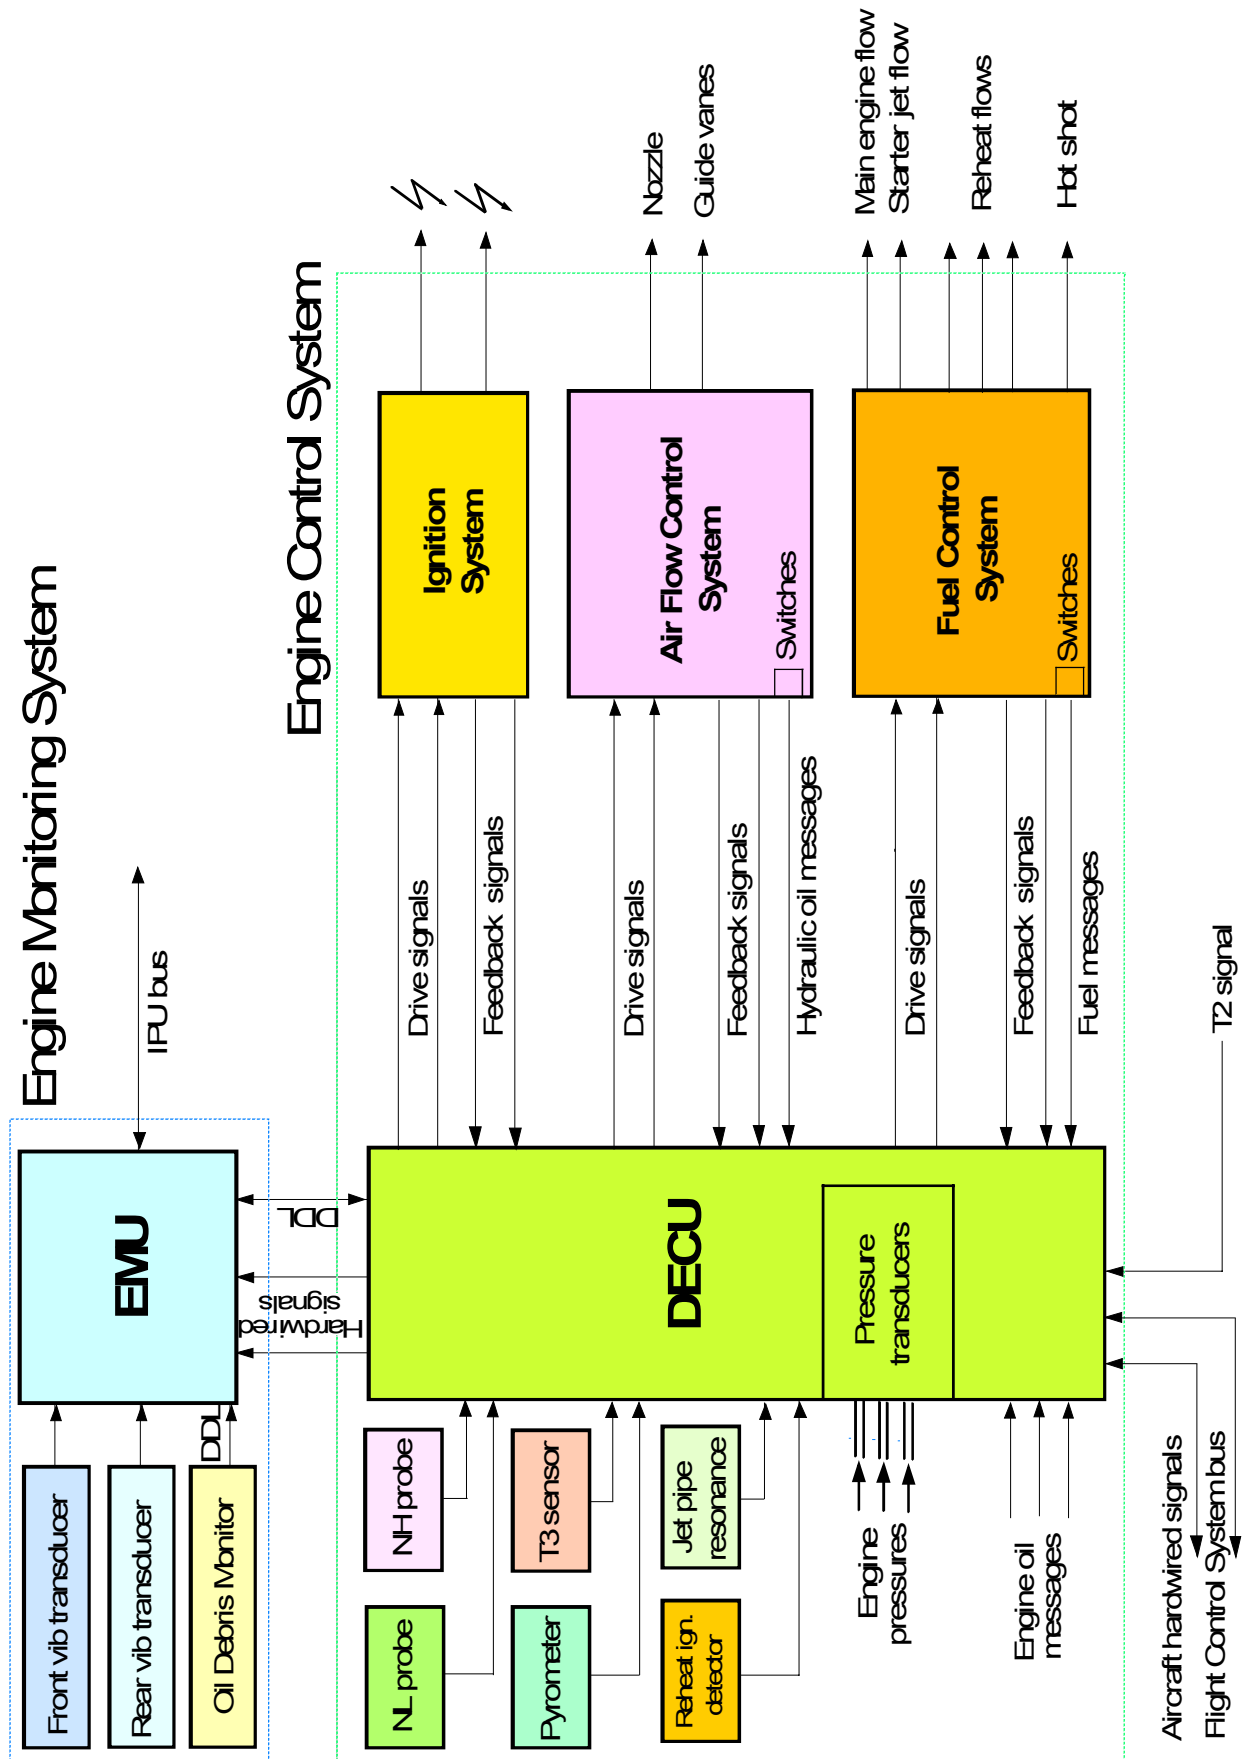 Engine Monitoring System
Front vib transducer
Rear vib transducer
Oil Debris Monitor
DDL
EMU
IPU bus
Hardwired
signals
DDL
Engine Control System
NL probe
NH probe
Pyrometer
T3 sensor
Reheat ign.
detector
Jet pipe
resonance
Engine
pressures
Engine oil
messages
Aircraft hardwired signals
Flight Control System bus
T2 signal
DECU
Pressure
transducers
Drive signals
Feedback signals
Drive signals
Feedback signals
Hydraulic oil messages
Drive signals
Feedback signals
Fuel messages
Ignition
System
Air Flow Control
System
Switches
Fuel Control
System
Switches
Nozzle
Guide vanes
Main engine flow
Starter jet flow
Reheat flows
Hot shot